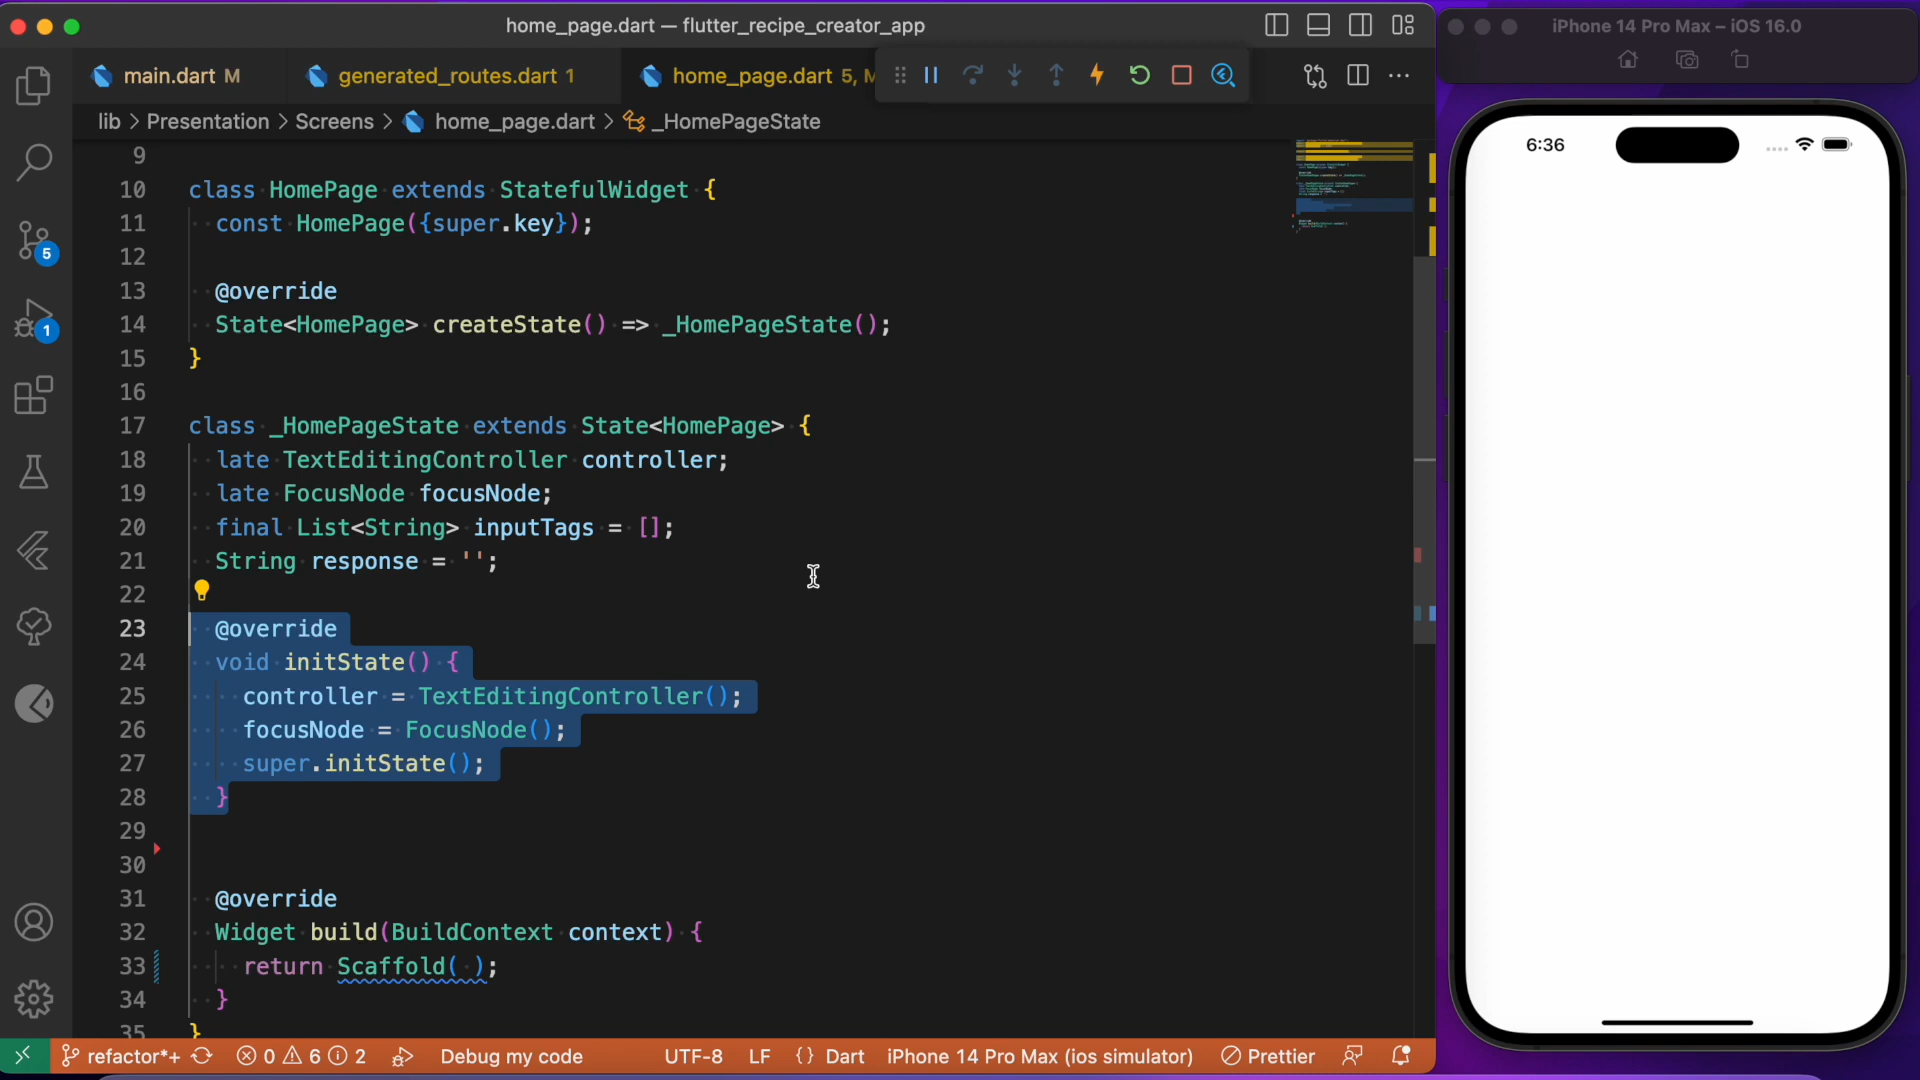 home_page.dart — flutter_recipe_creator_app
iPhone 14 Pro Max – iOS 16.0
main.dart M
generated_routes.dart 1
home_page.dart 5, M
lib > Presentation > Screens > home_page.dart > _HomePageState
6:36
9
10 class HomePage extends StatefulWidget {
11 const HomePage({super.key});
12
13 @override
14 State<HomePage> createState() => _HomePageState();
15 }
16
17 class _HomePageState extends State<HomePage> {
18 late TextEditingController controller;
19 late FocusNode focusNode;
20 final List<String> inputTags = [];
21 String response = '';
22
23 @override
24 void initState() {
25 controller = TextEditingController();
26 focusNode = FocusNode();
27 super.initState();
28 }
29
30
31 @override
32 Widget build(BuildContext context) {
33 return Scaffold( );
34 }
35 }
5
1
refactor*+ 0 6 2 Debug my code UTF-8 LF {} Dart iPhone 14 Pro Max (ios simulator) Prettier